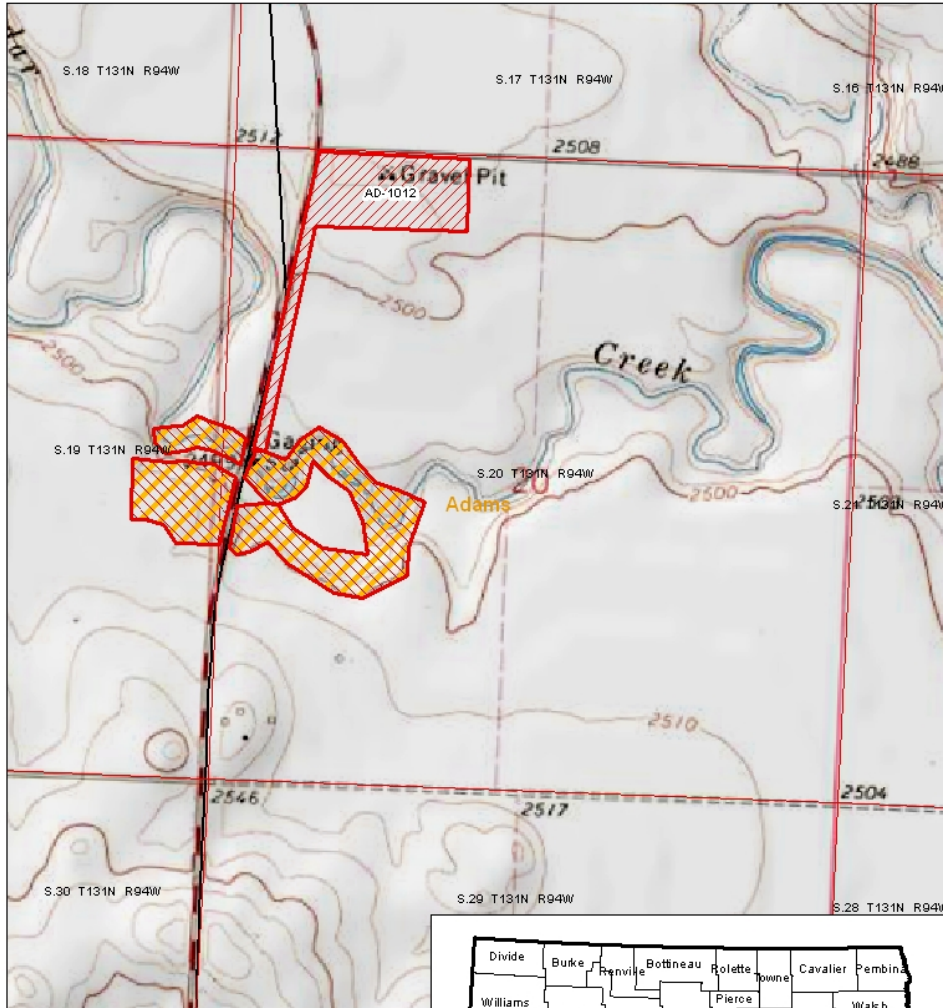 dar
S.18 T131N R94W
S.17 T131N R94W
S.16 T131N R94W
2512
2508
2488
Gravel Pit
AD-1012
2500
2500
Creek
S.19 T131N R94W
S.20 T131N R94W
20
2500
Adams
S.21 T131N R94W
2510
2546
2517
2504
S.30 T131N R94W
S.29 T131N R94W
S.28 T131N R94W
Divide
Burke
Renville
Bottineau
Rolette
Towne
Cavalier
Pembina
Williams
Pierce
Walsh